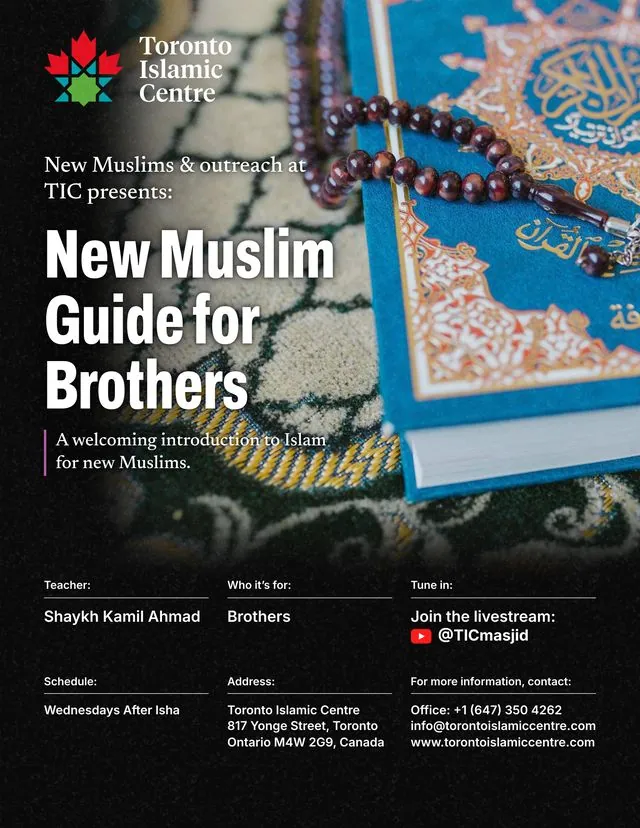 Toronto
Islamic
Centre
New Muslims & outreach at
TIC presents:
New Muslim
Guide for
Brothers
A welcoming introduction to Islam
for new Muslims.
Teacher:
Shaykh Kamil Ahmad
Who it’s for:
Brothers
Tune in:
Join the livestream:
@TICmasjid
Schedule:
Wednesdays After Isha
Address:
Toronto Islamic Centre
817 Yonge Street, Toronto
Ontario M4W 2G9, Canada
For more information, contact:
Office: +1 (647) 350 4262
info@torontoislamiccentre.com
www.torontoislamiccentre.com